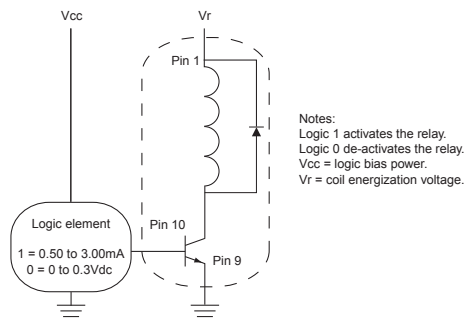 Vcc
Vr
Pin 1
Notes:
Logic 1 activates the relay.
Logic 0 de-activates the relay.
Vcc = logic bias power.
Vr = coil energization voltage.
Logic element
1 = 0.50 to 3.00mA
0 = 0 to 0.3Vdc
Pin 10
Pin 9